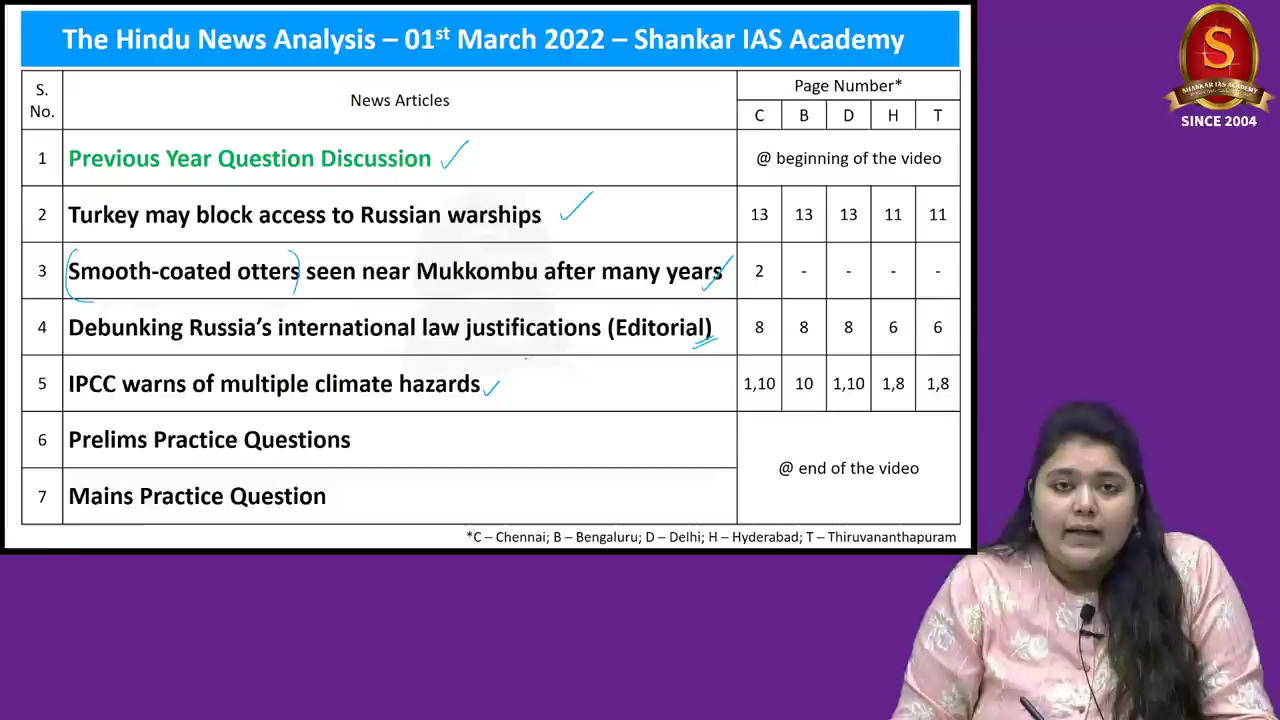 The Hindu News Analysis – 01st March 2022 – Shankar IAS Academy
S. No.
News Articles
Page Number*
C B D H T
1 Previous Year Question Discussion @ beginning of the video
2 Turkey may block access to Russian warships 13 13 13 11 11
3 Smooth-coated otters seen near Mukkombu after many years 2 - - - -
4 Debunking Russia's international law justifications (Editorial) 8 8 8 6 6
5 IPCC warns of multiple climate hazards 1,10 10 1,10 1,8 1,8
6 Prelims Practice Questions
@ end of the video
7 Mains Practice Question
*C – Chennai; B – Bengaluru; D – Delhi; H – Hyderabad; T – Thiruvananthapuram
S
SHANKAR IAS ACADEMY
SINCE 2004